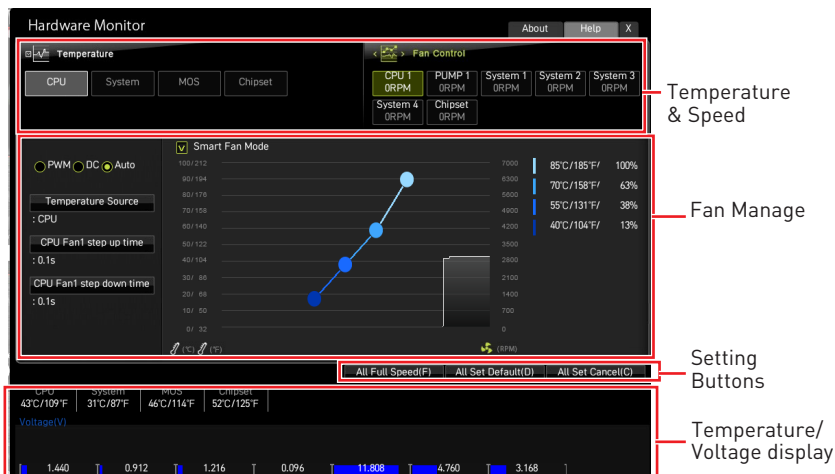 Hardware Monitor
About Help X
Temperature
Fan Control
CPU System MOS Chipset
CPU 1 PUMP 1 System 1 System 2 System 3
0RPM 0RPM 0RPM 0RPM 0RPM
System 4 Chipset
0RPM 0RPM
Temperature
& Speed
Smart Fan Mode
PWM DC Auto
Temperature Source
: CPU
CPU Fan1 step up time
: 0.1s
CPU Fan1 step down time
: 0.1s
100/212 7000
90/194 6300
80/176 5600
70/158 4900
60/140 4200
50/122 3500
40/104 2800
30/ 86 2100
20/ 68 1400
10/ 50 700
0/ 32 0
(°C) (°F) (RPM)
85°C/185°F/ 100%
70°C/158°F/ 63%
55°C/131°F/ 38%
40°C/104°F/ 13%
Fan Manage
All Full Speed(F) All Set Default(D) All Set Cancel(C)
Setting
Buttons
CPU System MOS Chipset
43°C/109°F 31°C/87°F 46°C/114°F 52°C/125°F
Voltage(V)
1.440 0.912 1.216 0.096 11.808 4.760 3.168
Temperature/
Voltage display